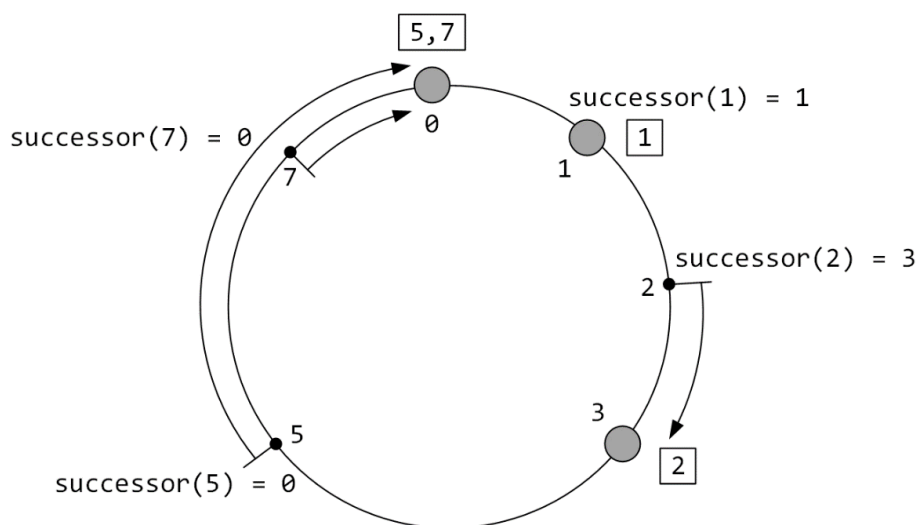 5,7
successor(1) = 1
0
1
1
successor(7) = 0
7
successor(2) = 3
2
3
5
2
successor(5) = 0